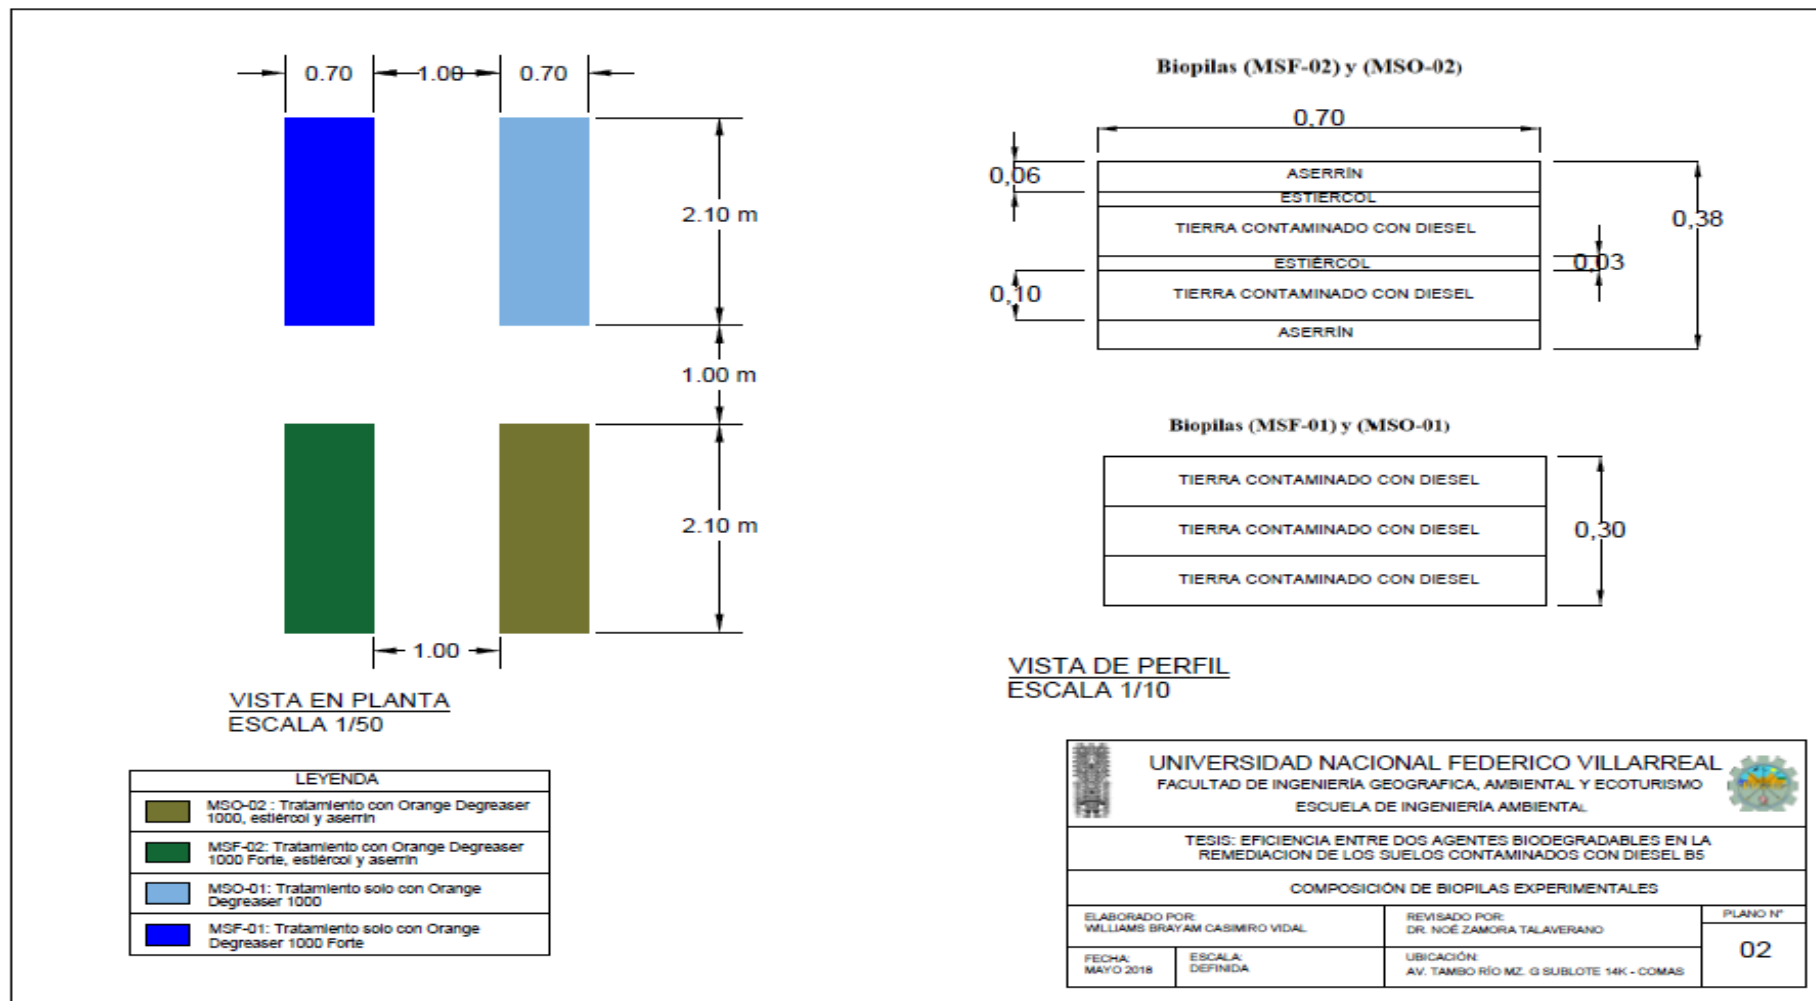 0.70
1.00
0.70
2.10 m
1.00 m
2.10 m
1.00
VISTA EN PLANTA
ESCALA 1/50
LEYENDA
MSO-02 : Tratamiento con Orange Degreaser
1000, estiércol y aserrin
MSF-02: Tratamiento con Orange Degreaser
1000 Forte, estiércol y aserrin
MSO-01: Tratamiento solo con Orange
Degreaser 1000
MSF-01: Tratamiento solo con Orange
Degreaser 1000 Forte
Biopilas (MSF-02) y (MSO-02)
0,70
0,06
ASERRÍN
ESTIERCOL
0,38
TIERRA CONTAMINADO CON DIESEL
ESTIÉRCOL
0,03
0,10
TIERRA CONTAMINADO CON DIESEL
ASERRÍN
Biopilas (MSF-01) y (MSO-01)
TIERRA CONTAMINADO CON DIESEL
TIERRA CONTAMINADO CON DIESEL
0,30
TIERRA CONTAMINADO CON DIESEL
VISTA DE PERFIL
ESCALA 1/10
UNIVERSIDAD NACIONAL FEDERICO VILLARREAL
FACULTAD DE INGENIERÍA GEOGRAFICA, AMBIENTAL Y ECOTURISMO
ESCUELA DE INGENIERÍA AMBIENTAL
TESIS: EFICIENCIA ENTRE DOS AGENTES BIODEGRADABLES EN LA
REMEDIACION DE LOS SUELOS CONTAMINADOS CON DIESEL B5
COMPOSICIÓN DE BIOPILAS EXPERIMENTALES
ELABORADO POR:
WILLIAMS BRAYAM CASIMIRO VIDAL
REVISADO POR:
DR. NOÉ ZAMORA TALAVERANO
PLANO N°
02
FECHA:
MAYO 2018
ESCALA:
DEFINIDA
UBICACIÓN:
AV. TAMBO RÍO MZ. G SUBLOTE 14K - COMAS